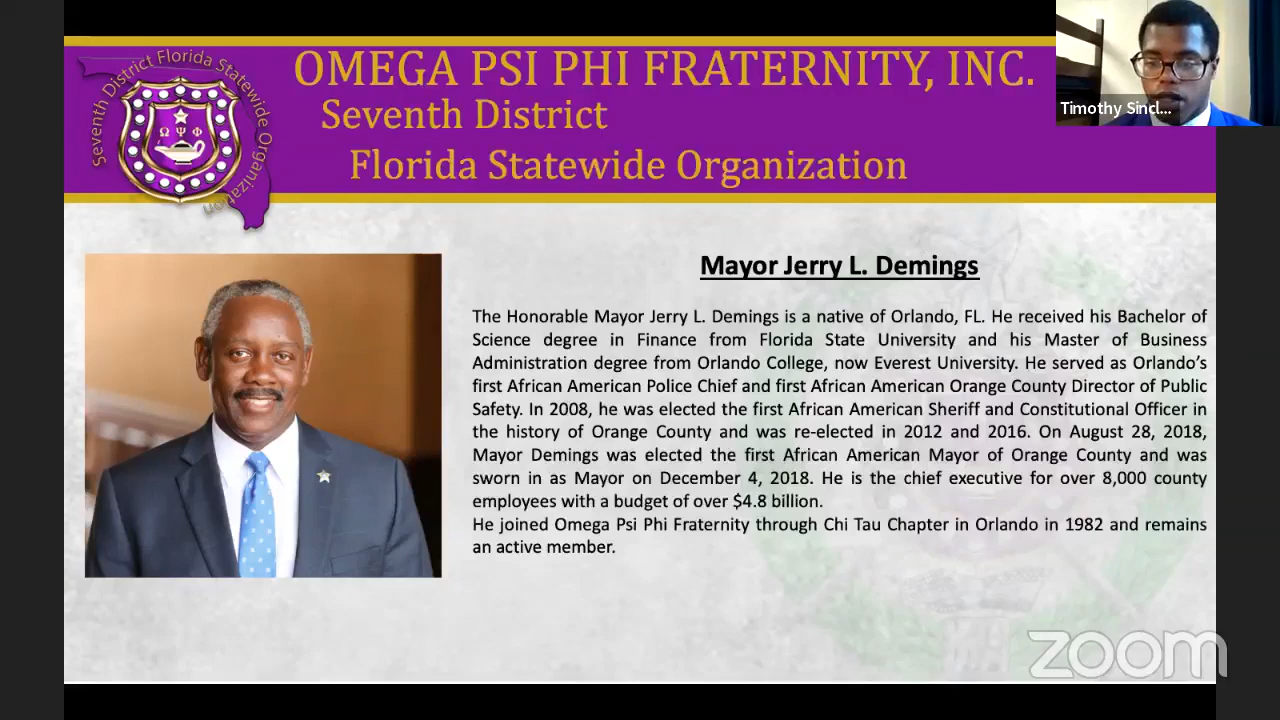 OMEGA PSI PHI FRATERNITY, INC.
Seventh District
Florida Statewide Organization
Seventh District Florida Statewide Organization
Ω Ψ Φ
Timothy Sincl...
Mayor Jerry L. Demings
The Honorable Mayor Jerry L. Demings is a native of Orlando, FL. He received his Bachelor of
Science degree in Finance from Florida State University and his Master of Business
Administration degree from Orlando College, now Everest University. He served as Orlando’s
first African American Police Chief and first African American Orange County Director of Public
Safety. In 2008, he was elected the first African American Sheriff and Constitutional Officer in
the history of Orange County and was re-elected in 2012 and 2016. On August 28, 2018,
Mayor Demings was elected the first African American Mayor of Orange County and was
sworn in as Mayor on December 4, 2018. He is the chief executive for over 8,000 county
employees with a budget of over $4.8 billion.
He joined Omega Psi Phi Fraternity through Chi Tau Chapter in Orlando in 1982 and remains
an active member.
zoom